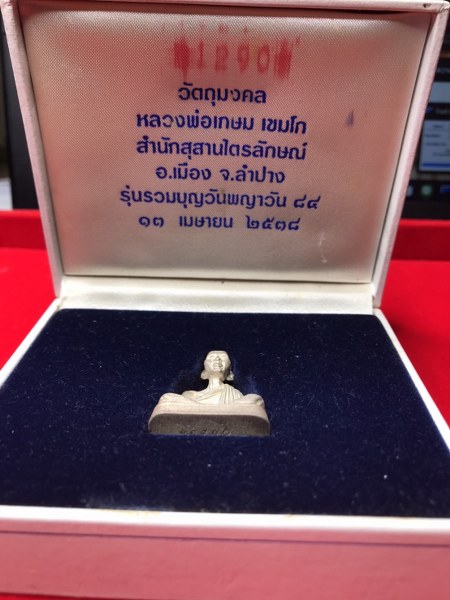 วัตถุมงคล
หลวงพ่อเกษม เขมโก
สำนักสุสานไตรลักษณ์
อ.เมือง จ.ลำปาง
รุ่นรวมบุญวันพญาวัน ๘๔
๑๓ เมษายน ๒๕๓๘